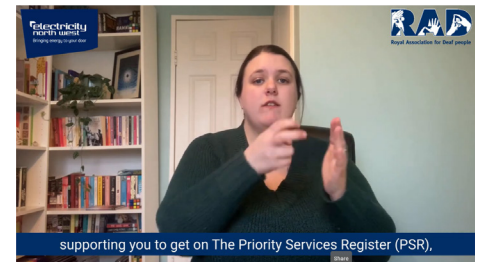 electricity
north west
Bringing energy to your door
RAD
Royal Association for Deaf people
supporting you to get on The Priority Services Register (PSR),
Share